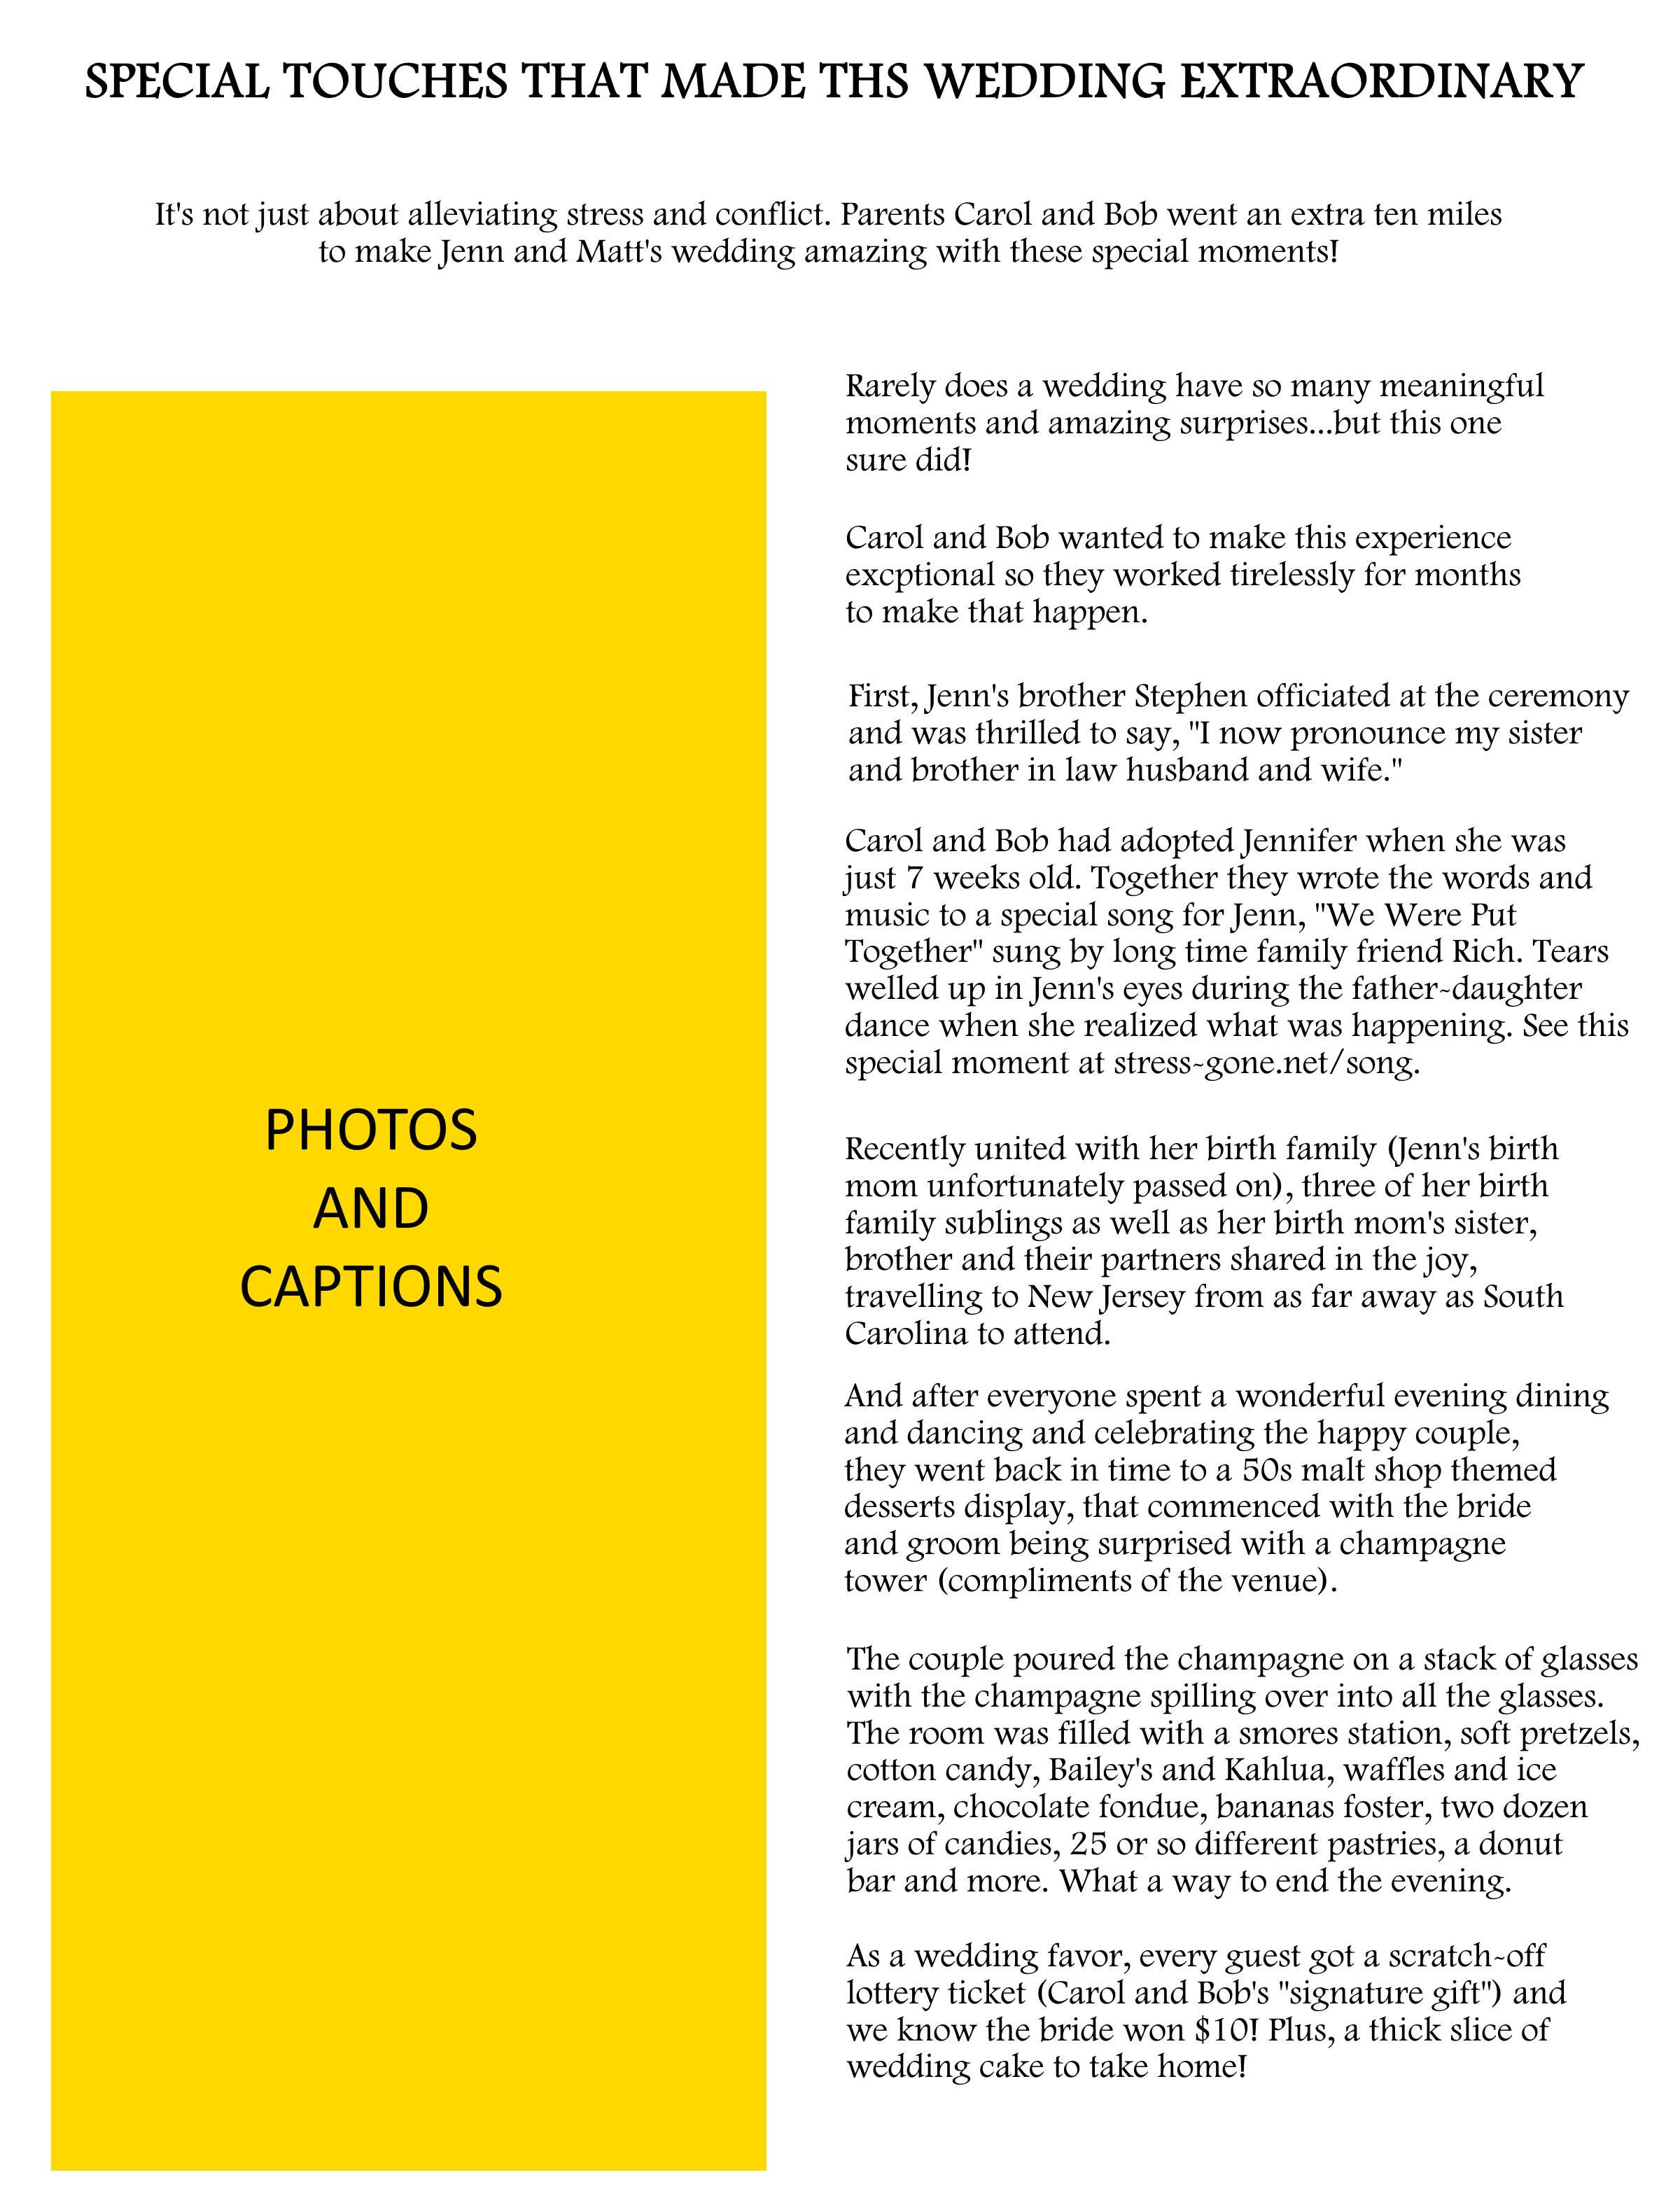 SPECIAL TOUCHES THAT MADE THS WEDDING EXTRAORDINARY
It's not just about alleviating stress and conflict. Parents Carol and Bob went an extra ten miles
to make Jenn and Matt's wedding amazing with these special moments!
PHOTOS
AND
CAPTIONS
Rarely does a wedding have so many meaningful
moments and amazing surprises...but this one
sure did!
Carol and Bob wanted to make this experience
excptional so they worked tirelessly for months
to make that happen.
First, Jenn's brother Stephen officiated at the ceremony
and was thrilled to say, "I now pronounce my sister
and brother in law husband and wife."
Carol and Bob had adopted Jennifer when she was
just 7 weeks old. Together they wrote the words and
music to a special song for Jenn, "We Were Put
Together" sung by long time family friend Rich. Tears
welled up in Jenn's eyes during the father-daughter
dance when she realized what was happening. See this
special moment at stress-gone.net/song.
Recently united with her birth family (Jenn's birth
mom unfortunately passed on), three of her birth
family sublings as well as her birth mom's sister,
brother and their partners shared in the joy,
travelling to New Jersey from as far away as South
Carolina to attend.
And after everyone spent a wonderful evening dining
and dancing and celebrating the happy couple,
they went back in time to a 50s malt shop themed
desserts display, that commenced with the bride
and groom being surprised with a champagne
tower (compliments of the venue).
The couple poured the champagne on a stack of glasses
with the champagne spilling over into all the glasses.
The room was filled with a smores station, soft pretzels,
cotton candy, Bailey's and Kahlua, waffles and ice
cream, chocolate fondue, bananas foster, two dozen
jars of candies, 25 or so different pastries, a donut
bar and more. What a way to end the evening.
As a wedding favor, every guest got a scratch-off
lottery ticket (Carol and Bob's "signature gift") and
we know the bride won $10! Plus, a thick slice of
wedding cake to take home!